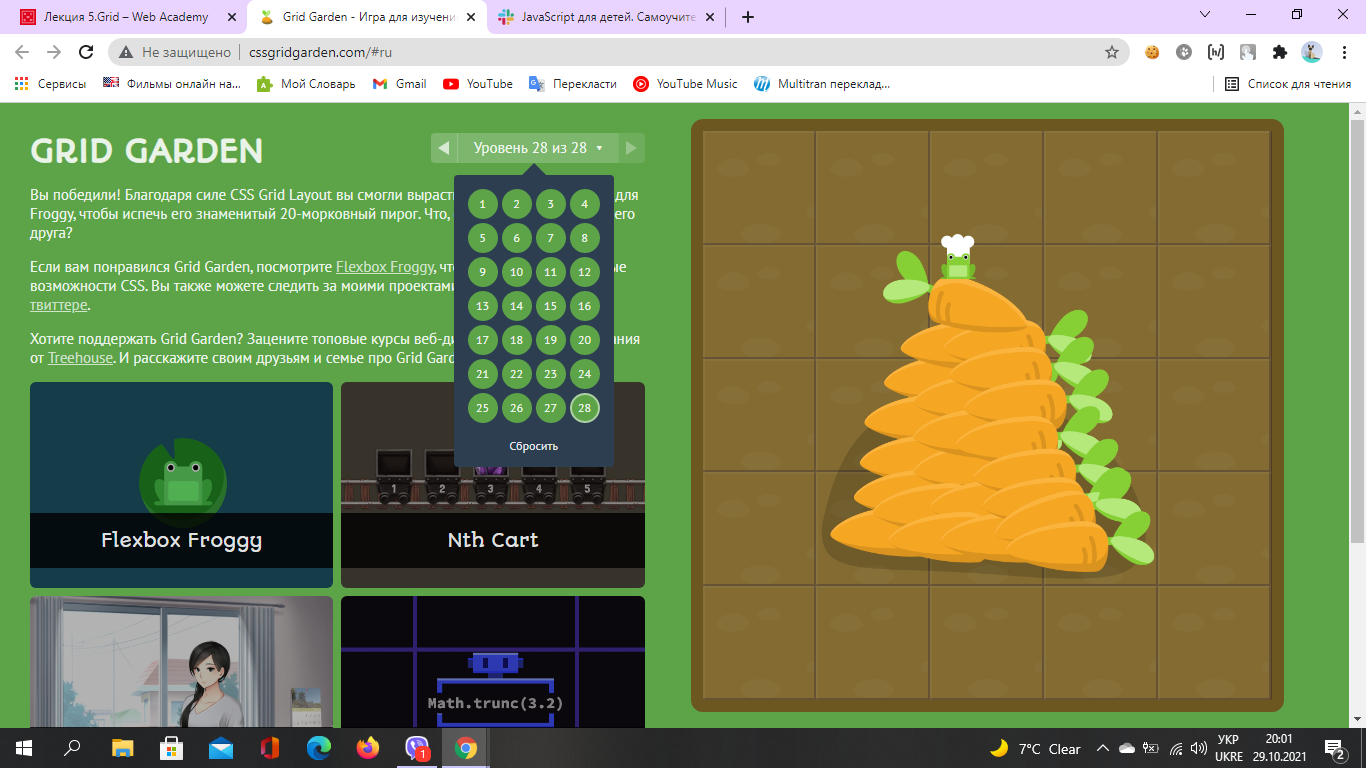 Лекция 5.Grid – Web Academy
Grid Garden - Игра для изучени
JavaScript для детей. Самоучите
Не защищено
cssgridgarden.com/#ru
Сервисы
Фильмы онлайн на...
Мой Словарь
Gmail
YouTube
Перекласти
YouTube Music
Multitran переклад...
Список для чтения
GRID GARDEN
Уровень 28 из 28
Вы победили! Благодаря силе CSS Grid Layout вы смогли вырасть для
Froggy, чтобы испечь его знаменитый 20-морковный пирог. Что, его
друга?
Если вам понравился Grid Garden, посмотрите Flexbox Froggy, чт ые
возможности CSS. Вы также можете следить за моими проектами
твиттере.
Хотите поддержать Grid Garden? Зацените топовые курсы веб-ди ания
от Treehouse. И расскажите своим друзьям и семье про Grid Gard
1 2 3 4
5 6 7 8
9 10 11 12
13 14 15 16
17 18 19 20
21 22 23 24
25 26 27 28
Сбросить
Flexbox Froggy
1 2 3 4 5
Nth Cart
Math.trunc(3.2)
1
7°C Clear
УКР
UKRE
20:01
29.10.2021
2